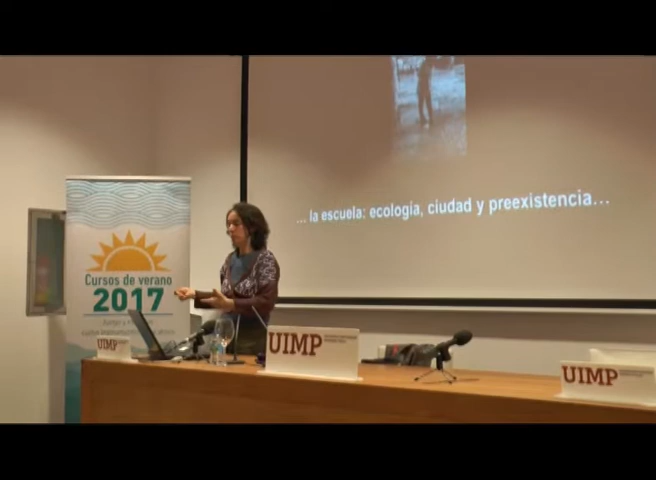 ... la escuela: ecología, ciudad y preexistencia...
Cursos de verano
2017
UIMP
UIMP
UIMP